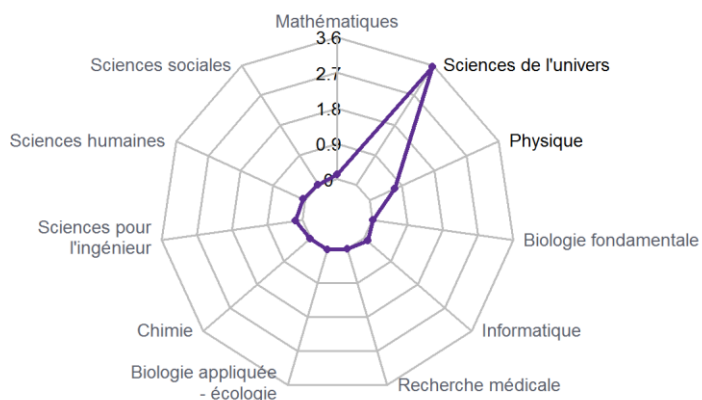 Mathématiques
3.6
2.7
1.8
0.9
0
Sciences de l'univers
Physique
Biologie fondamentale
Informatique
Recherche médicale
Biologie appliquée
- écologie
Chimie
Sciences pour
l'ingénieur
Sciences humaines
Sciences sociales